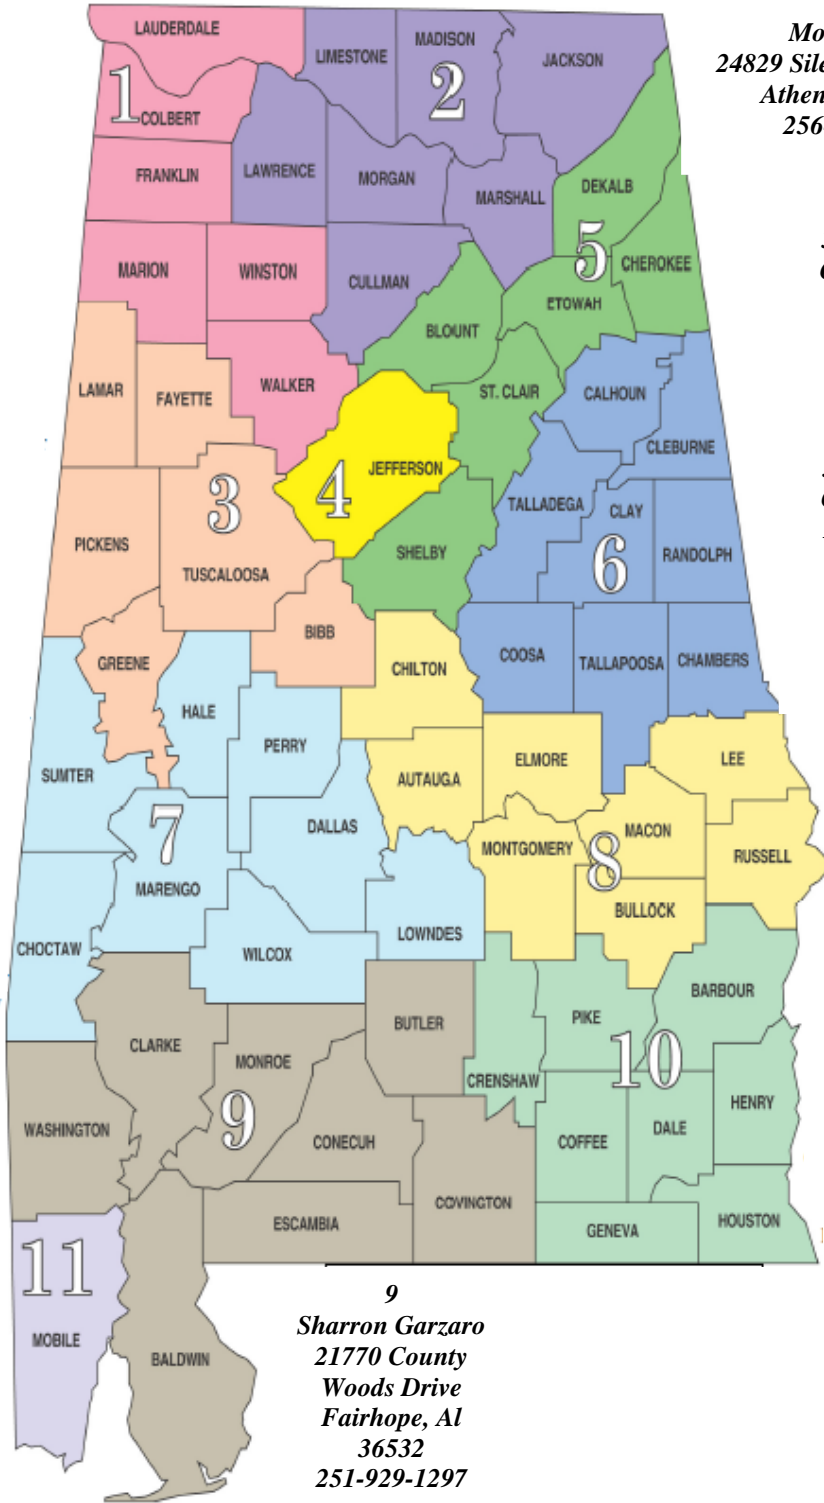 LAUDERDALE
LIMESTONE
MADISON
JACKSON
1
2
COLBERT
FRANKLIN
LAWRENCE
MORGAN
MARSHALL
DEKALB
5
CHEROKEE
MARION
WINSTON
CULLMAN
ETOWAH
BLOUNT
LAMAR
FAYETTE
WALKER
ST. CLAIR
CALHOUN
CLEBURNE
JEFFERSON
4
3
TALLADEGA
CLAY
PICKENS
TUSCALOOSA
SHELBY
6
RANDOLPH
BIBB
GREENE
CHILTON
COOSA
TALLAPOOSA
CHAMBERS
HALE
PERRY
SUMTER
AUTAUGA
ELMORE
LEE
7
DALLAS
MONTGOMERY
8
MACON
RUSSELL
MARENGO
BULLOCK
CHOCTAW
WILCOX
LOWNDES
BARBOUR
CLARKE
BUTLER
PIKE
MONROE
10
CRENSHAW
HENRY
WASHINGTON
9
CONECUH
COFFEE
DALE
ESCAMBIA
COVINGTON
GENEVA
HOUSTON
11
MOBILE
BALDWIN
Mo
24829 Sile
Athen
256
9
Sharron Garzaro
21770 County
Woods Drive
Fairhope, Al
36532
251-929-1297